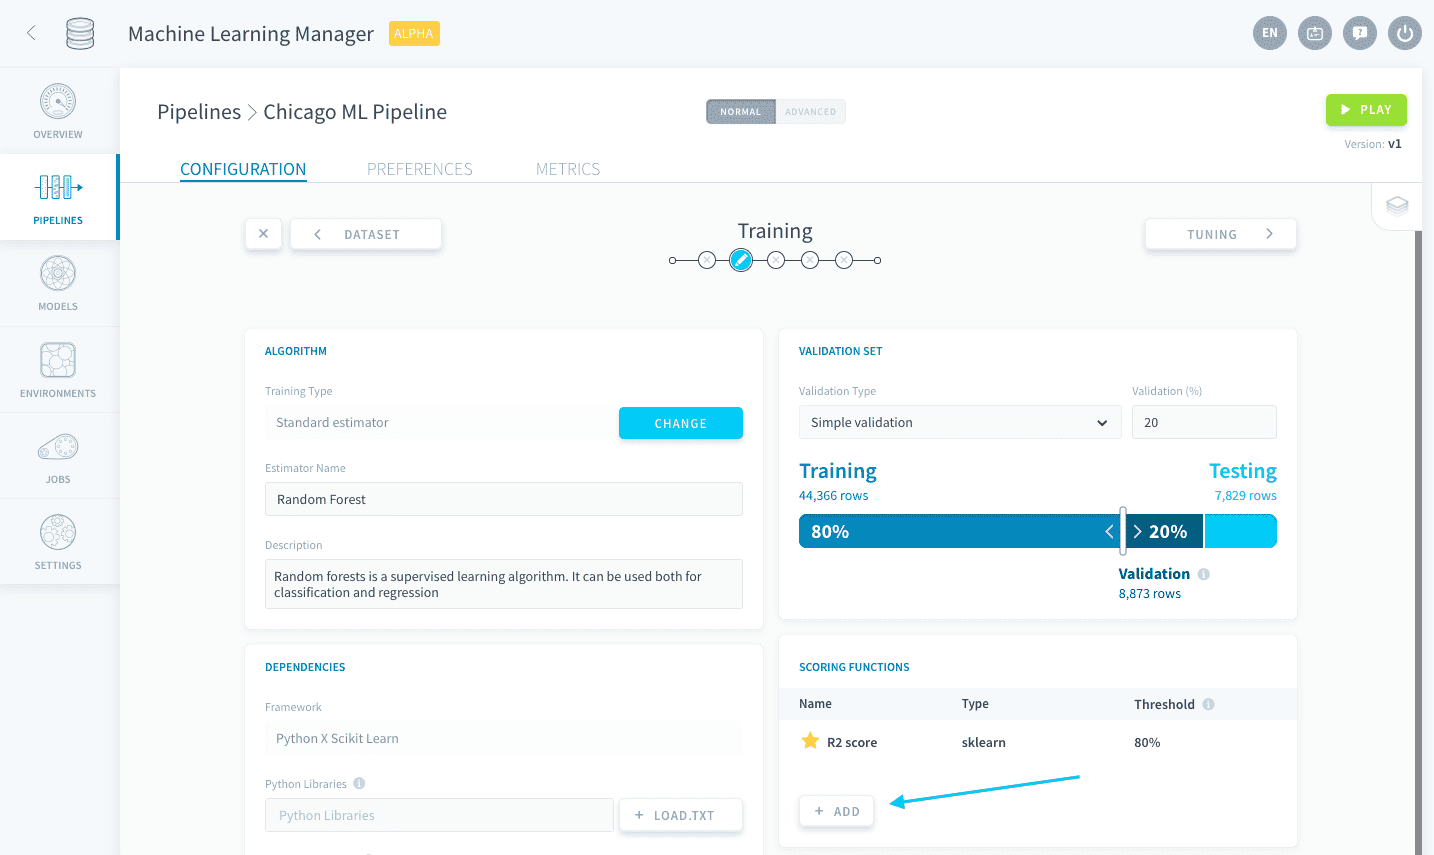 Machine Learning Manager ALPHA
EN
OVERVIEW
PIPELINES
MODELS
ENVIRONMENTS
JOBS
SETTINGS
Pipelines > Chicago ML Pipeline
NORMAL ADVANCED
PLAY
Version: v1
CONFIGURATION PREFERENCES METRICS
DATASET
Training
TUNING
ALGORITHM
Training Type
Standard estimator CHANGE
Estimator Name
Random Forest
Description
Random forests is a supervised learning algorithm. It can be used both for
classification and regression
VALIDATION SET
Validation Type Validation (%)
Simple validation 20
Training Testing
44,366 rows 7,829 rows
80% 20%
Validation
8,873 rows
DEPENDENCIES
Framework
Python X Scikit Learn
Python Libraries
Python Libraries + LOAD.TXT
SCORING FUNCTIONS
Name Type Threshold
R2 score sklearn 80%
+ ADD